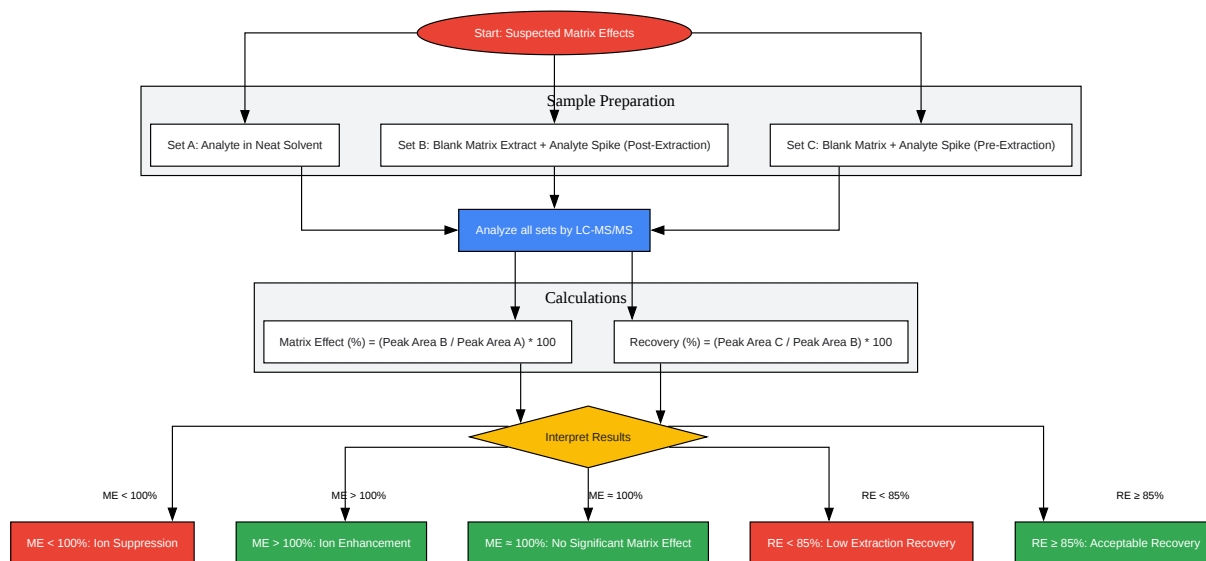 Start: Suspected Matrix Effects
Sample Preparation
Set A: Analyte in Neat Solvent
Set B: Blank Matrix Extract + Analyte Spike (Post-Extraction)
Set C: Blank Matrix + Analyte Spike (Pre-Extraction)
Analyze all sets by LC-MS/MS
Calculations
Matrix Effect (%) = (Peak Area B / Peak Area A) * 100
Recovery (%) = (Peak Area C / Peak Area B) * 100
Interpret Results
ME < 100%
ME > 100%
ME ≈ 100%
RE < 85%
RE ≥ 85%
ME < 100%: Ion Suppression
ME > 100%: Ion Enhancement
ME ≈ 100%: No Significant Matrix Effect
RE < 85%: Low Extraction Recovery
RE ≥ 85%: Acceptable Recovery